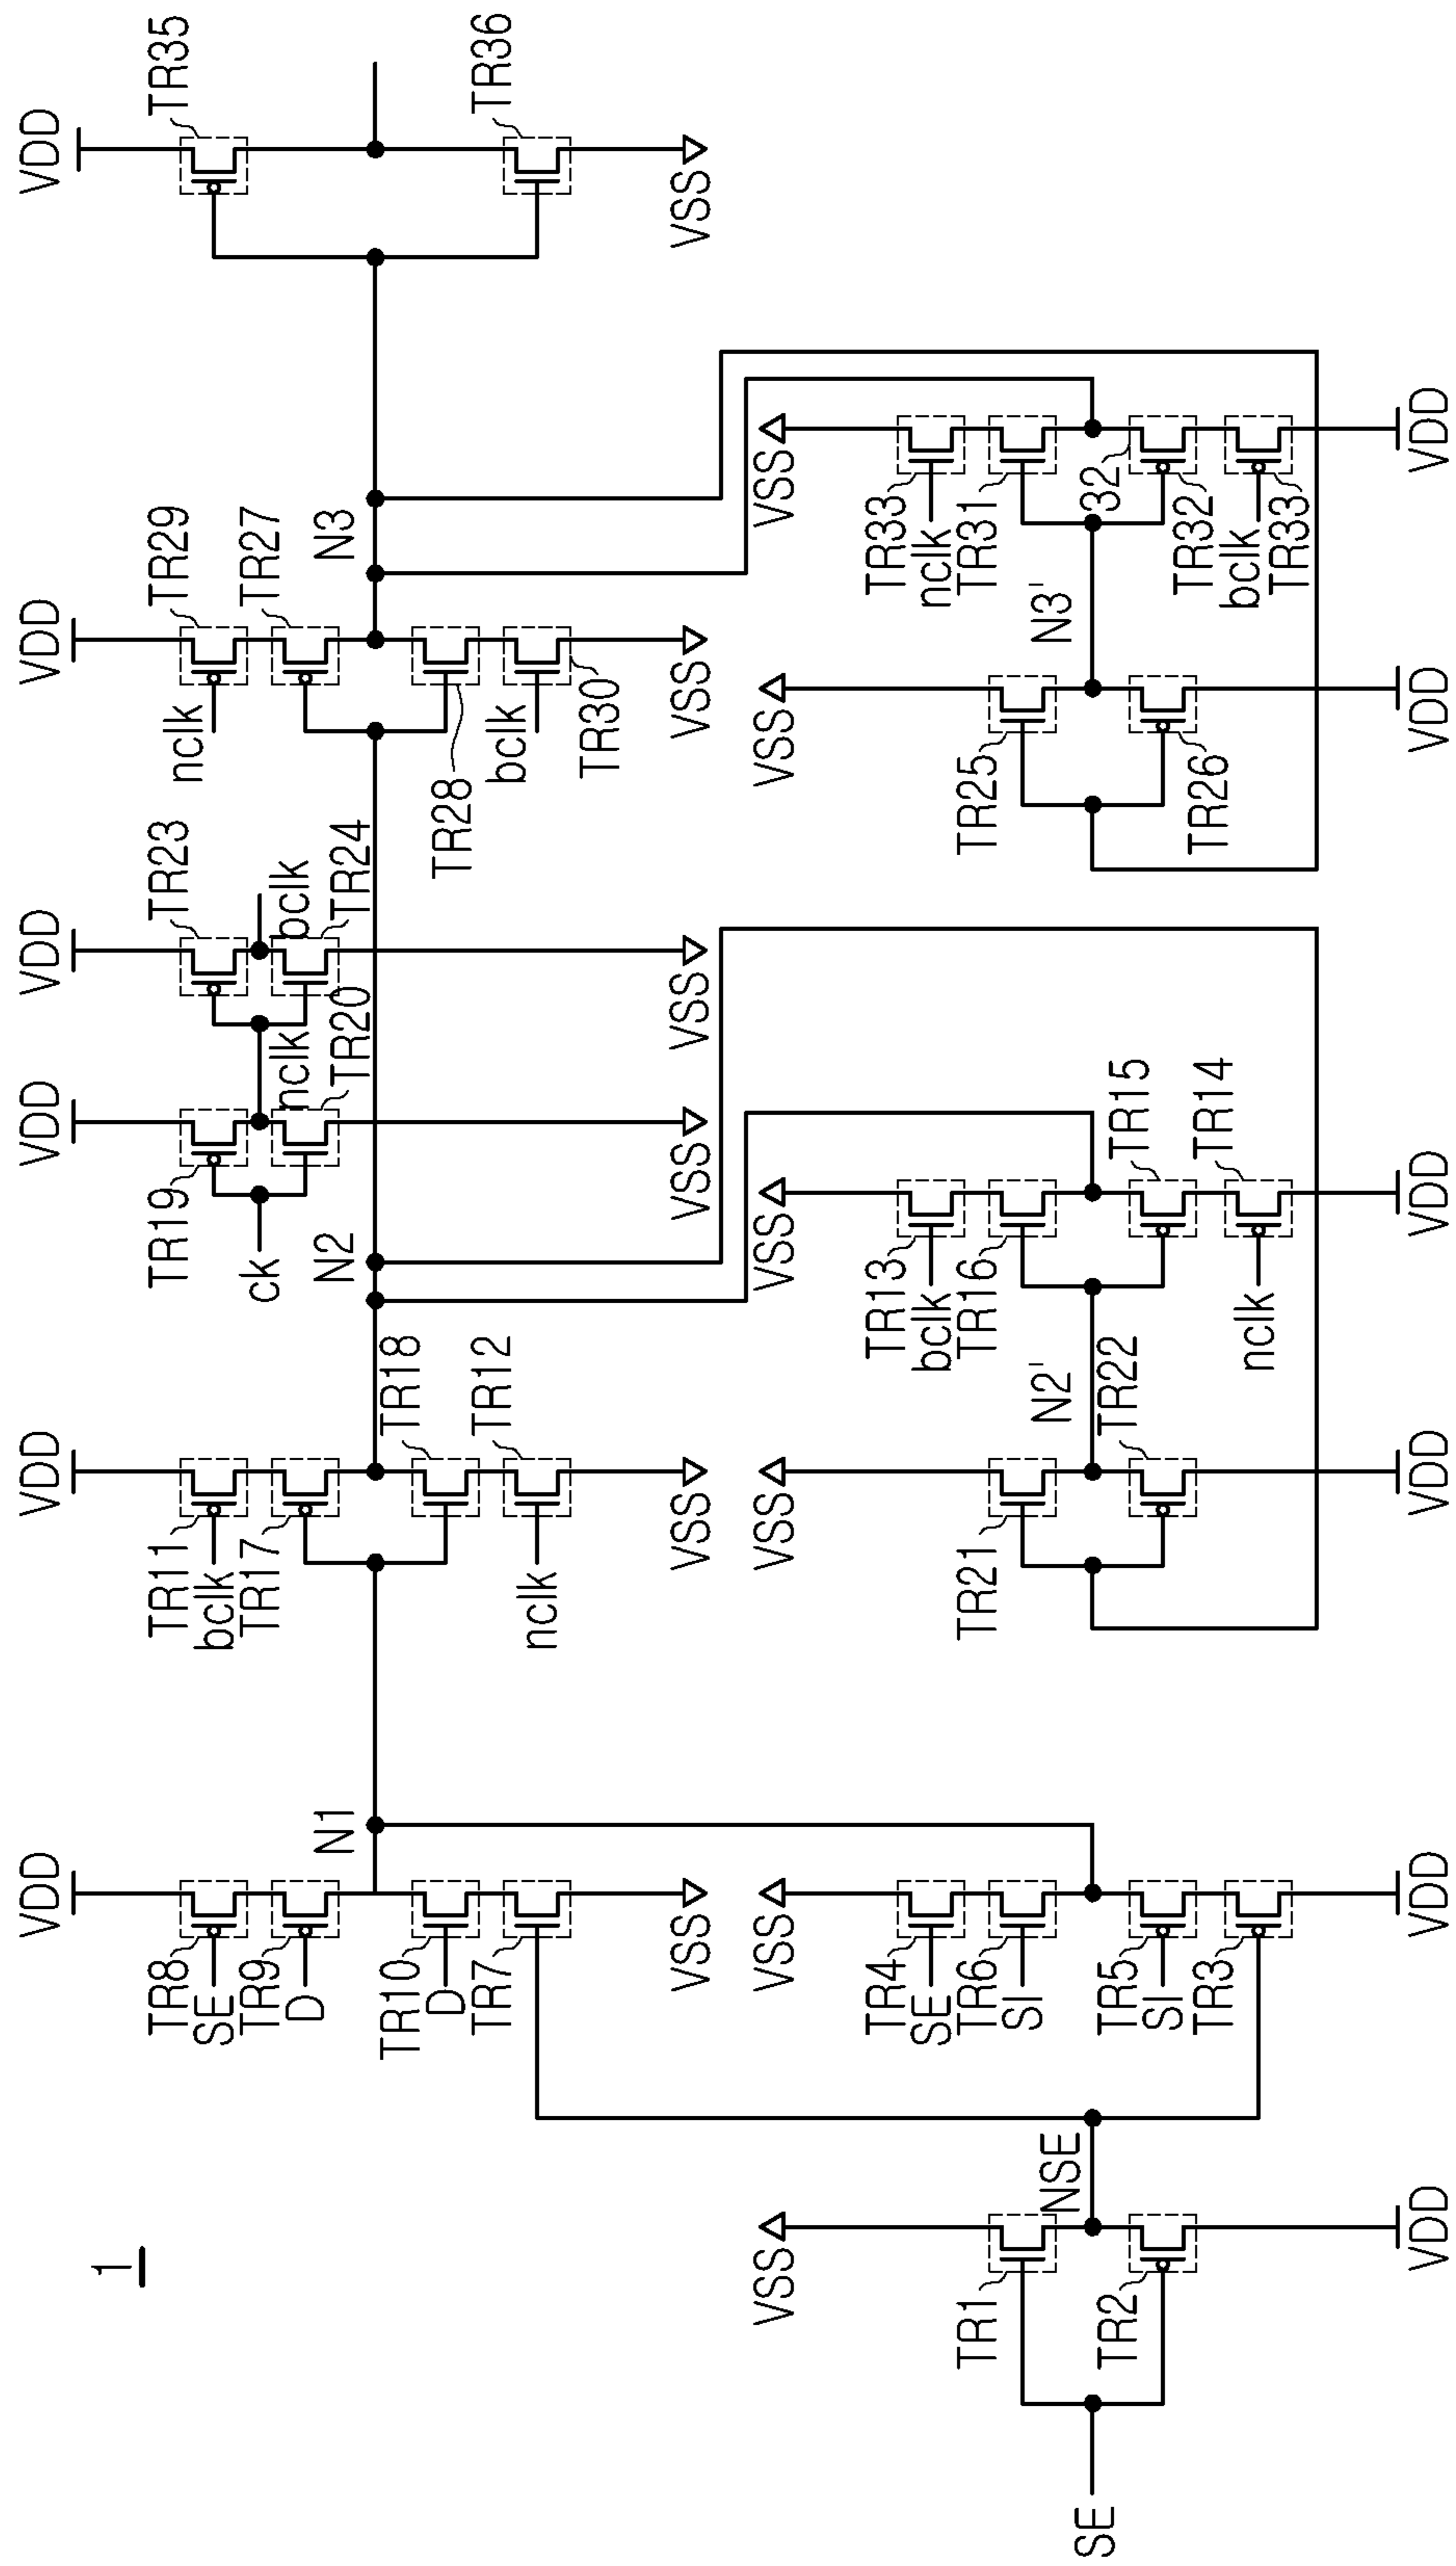 VDD
VDD
VDD
VDD
VDD
VDD
1
TR8
TR11
TR19
TR23
TR29
TR35
nclk
SE
bclk
TR9
TR17
ck
TR27
nclk
bclk
D
N1
N2
N3
TR20
TR24
TR10
TR18
D
TR28
TR7
TR12
TR36
bclk
nclk
TR30
VSS
VSS
VSS
VSS
VSS
VSS
VSS
VSS
VSS
VSS
VSS
VSS
TR4
TR13
TR33
SE
bclk
nclk
TR1
TR6
TR21
TR16
TR25
TR31
SI
NSE
N2'
N3'
SE
32
TR2
TR5
TR22
TR15
SI
TR3
TR14
TR26
TR32
nclk
bclk
TR33
VDD
VDD
VDD
VDD
VDD
VDD